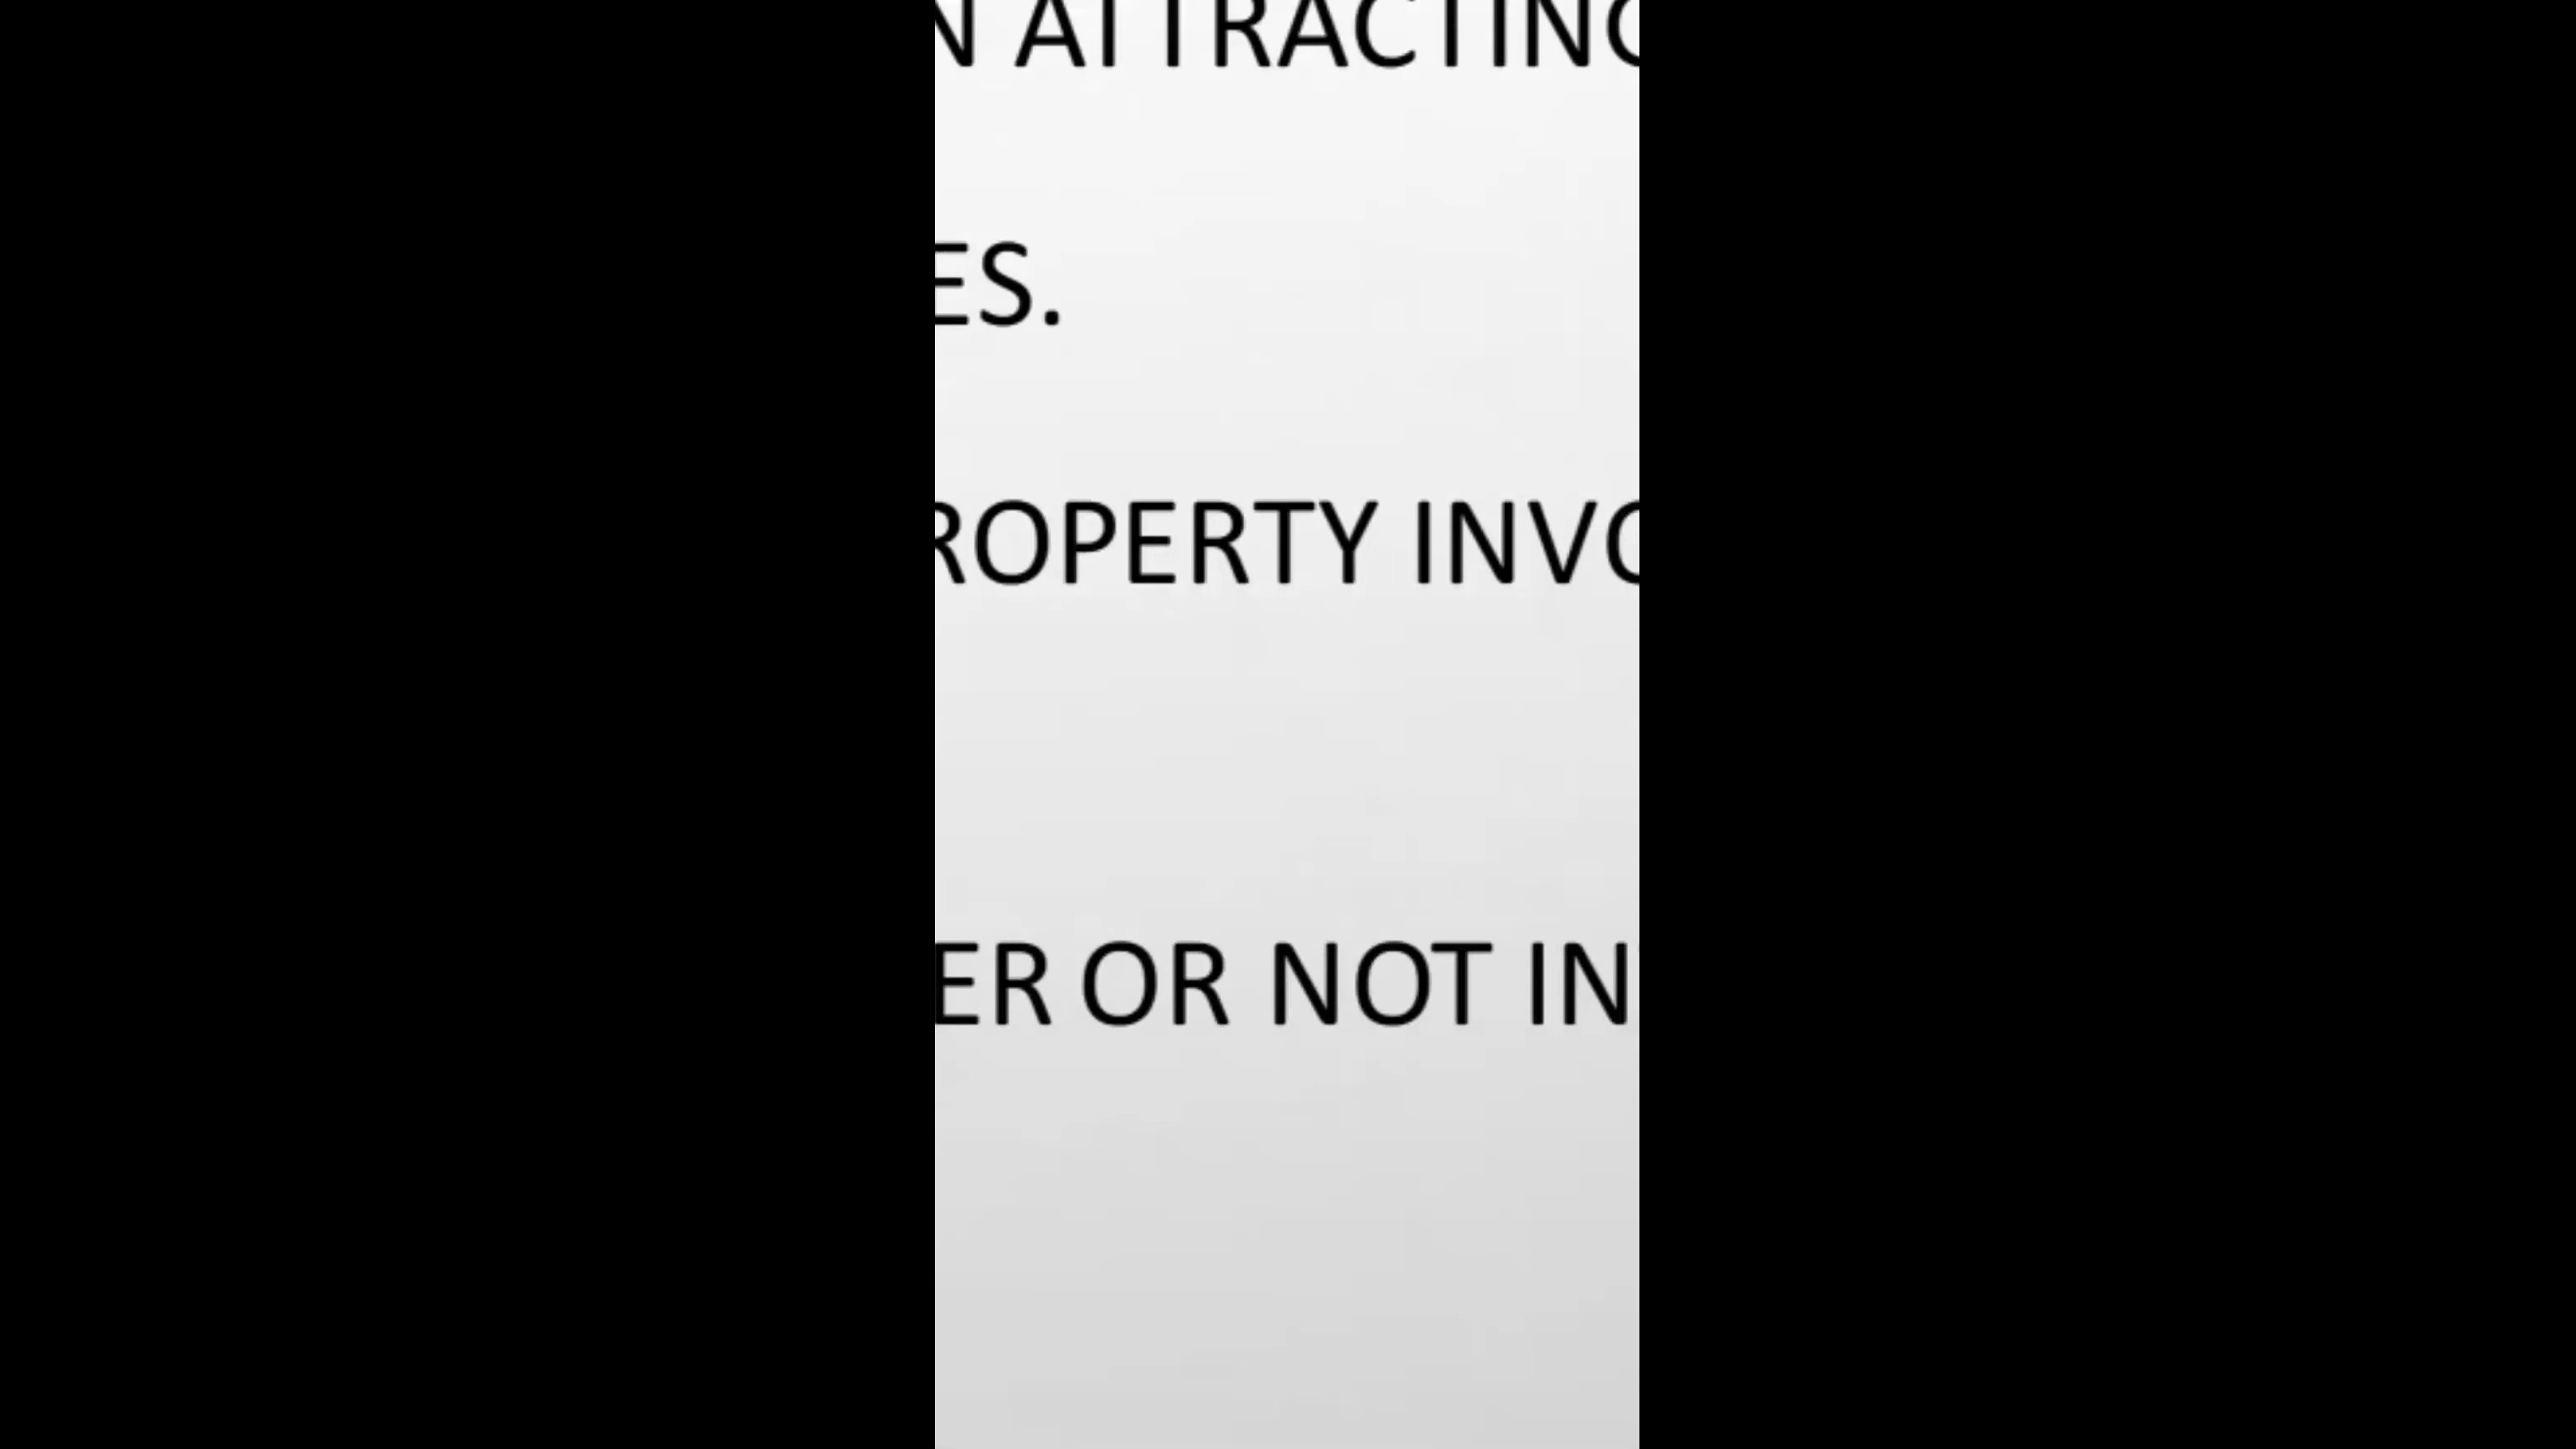 N ATTRACTING
ES.
ROPERTY INVO
ER OR NOT IN